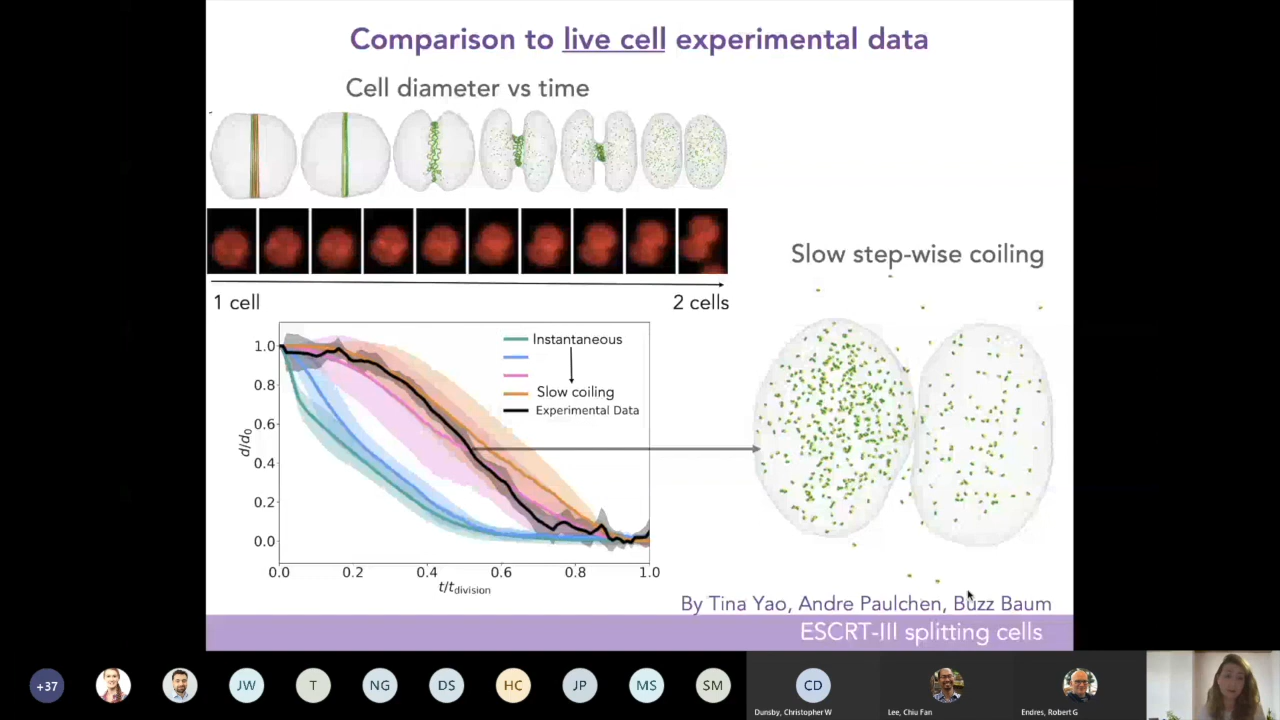 Comparison to live cell experimental data
Cell diameter vs time
1 cell
2 cells
Slow step-wise coiling
Instantaneous
Slow coiling
Experimental Data
d/d0
1.0
0.8
0.6
0.4
0.2
0.0
0.0 0.2 0.4 0.6 0.8 1.0
t/tdivision
By Tina Yao, Andre Paulchen, Buzz Baum
ESCRT-III splitting cells
+37
JW
T
NG
DS
HC
JP
MS
SM
CD
Dunsby, Christopher W
Lee, Chiu Fan
Endres, Robert G